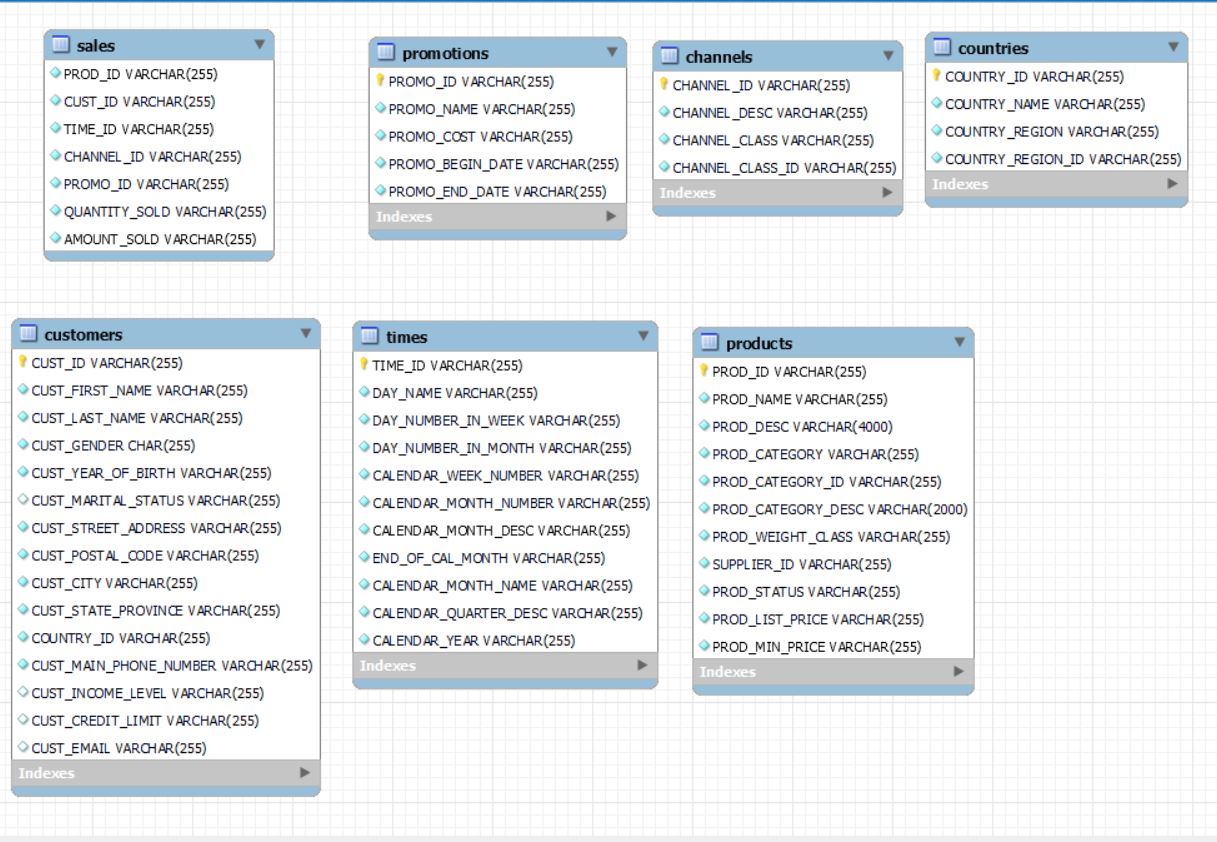 sales
PROD_ID VARCHAR(255)
CUST_ID VARCHAR(255)
TIME_ID VARCHAR(255)
CHANNEL_ID VARCHAR(255)
PROMO_ID VARCHAR(255)
QUANTITY_SOLD VARCHAR(255)
AMOUNT_SOLD VARCHAR(255)
promotions
PROMO_ID VARCHAR(255)
PROMO_NAME VARCHAR(255)
PROMO_COST VARCHAR(255)
PROMO_BEGIN_DATE VARCHAR(255)
PROMO_END_DATE VARCHAR(255)
Indexes
channels
CHANNEL_ID VARCHAR(255)
CHANNEL_DESC VARCHAR(255)
CHANNEL_CLASS VARCHAR(255)
CHANNEL_CLASS_ID VARCHAR(255)
Indexes
countries
COUNTRY_ID VARCHAR(255)
COUNTRY_NAME VARCHAR(255)
COUNTRY_REGION VARCHAR(255)
COUNTRY_REGION_ID VARCHAR(255)
Indexes
customers
CUST_ID VARCHAR(255)
CUST_FIRST_NAME VARCHAR(255)
CUST_LAST_NAME VARCHAR(255)
CUST_GENDER CHAR(255)
CUST_YEAR_OF_BIRTH VARCHAR(255)
CUST_MARITAL_STATUS VARCHAR(255)
CUST_STREET_ADDRESS VARCHAR(255)
CUST_POSTAL_CODE VARCHAR(255)
CUST_CITY VARCHAR(255)
CUST_STATE_PROVINCE VARCHAR(255)
COUNTRY_ID VARCHAR(255)
CUST_MAIN_PHONE_NUMBER VARCHAR(255)
CUST_INCOME_LEVEL VARCHAR(255)
CUST_CREDIT_LIMIT VARCHAR(255)
CUST_EMAIL VARCHAR(255)
Indexes
times
TIME_ID VARCHAR(255)
DAY_NAME VARCHAR(255)
DAY_NUMBER_IN_WEEK VARCHAR(255)
DAY_NUMBER_IN_MONTH VARCHAR(255)
CALENDAR_WEEK_NUMBER VARCHAR(255)
CALENDAR_MONTH_NUMBER VARCHAR(255)
CALENDAR_MONTH_DESC VARCHAR(255)
END_OF_CAL_MONTH VARCHAR(255)
CALENDAR_MONTH_NAME VARCHAR(255)
CALENDAR_QUARTER_DESC VARCHAR(255)
CALENDAR_YEAR VARCHAR(255)
Indexes
products
PROD_ID VARCHAR(255)
PROD_NAME VARCHAR(255)
PROD_DESC VARCHAR(4000)
PROD_CATEGORY VARCHAR(255)
PROD_CATEGORY_ID VARCHAR(255)
PROD_CATEGORY_DESC VARCHAR(2000)
PROD_WEIGHT_CLASS VARCHAR(255)
SUPPLIER_ID VARCHAR(255)
PROD_STATUS VARCHAR(255)
PROD_LIST_PRICE VARCHAR(255)
PROD_MIN_PRICE VARCHAR(255)
Indexes